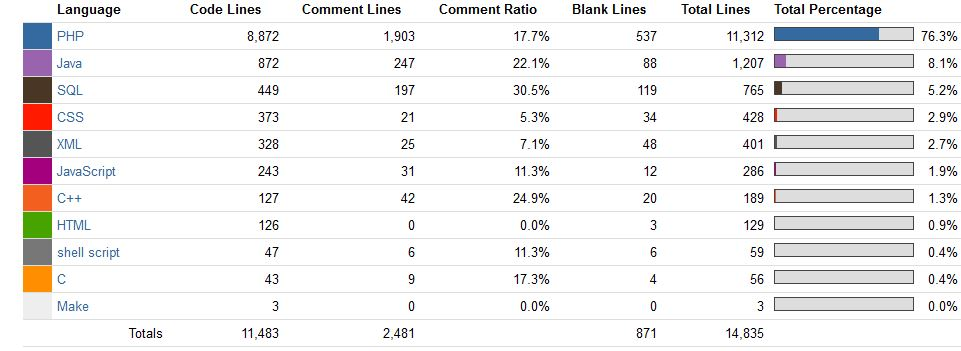 Language Code Lines Comment Lines Comment Ratio Blank Lines Total Lines Total Percentage
PHP 8,872 1,903 17.7% 537 11,312 76.3%
Java 872 247 22.1% 88 1,207 8.1%
SQL 449 197 30.5% 119 765 5.2%
CSS 373 21 5.3% 34 428 2.9%
XML 328 25 7.1% 48 401 2.7%
JavaScript 243 31 11.3% 12 286 1.9%
C++ 127 42 24.9% 20 189 1.3%
HTML 126 0 0.0% 3 129 0.9%
shell script 47 6 11.3% 6 59 0.4%
C 43 9 17.3% 4 56 0.4%
Make 3 0 0.0% 0 3 0.0%
Totals 11,483 2,481 871 14,835